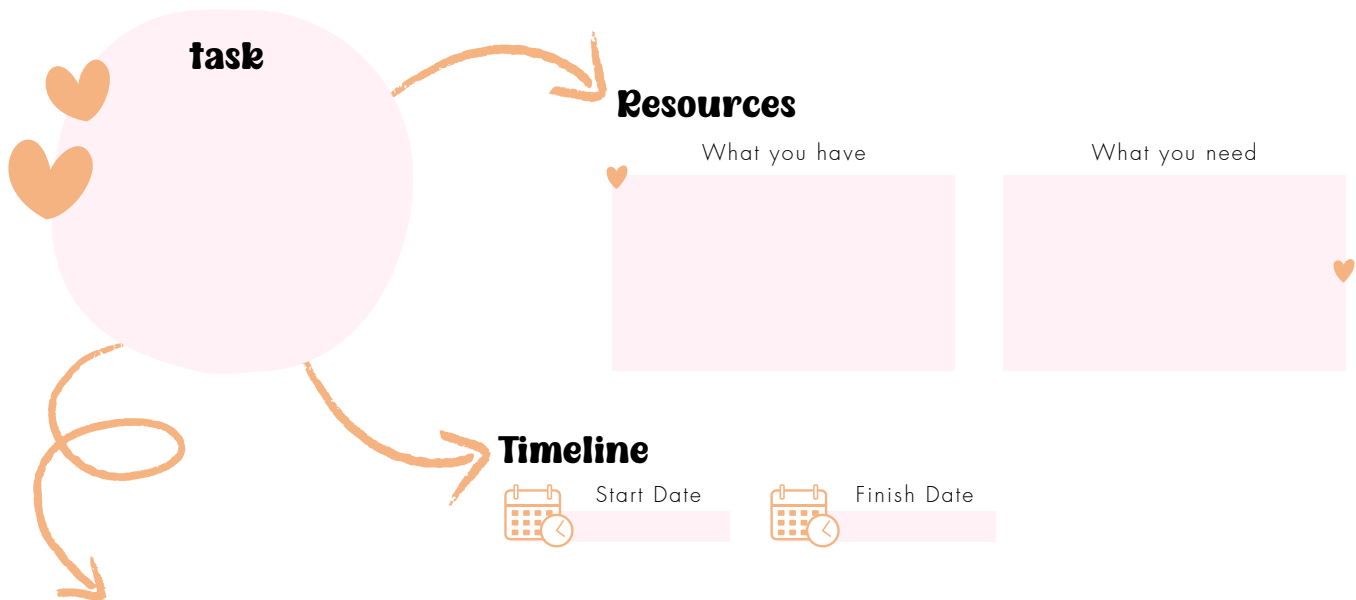 task
Resources
What you have
What you need
Timeline
Start Date
Finish Date